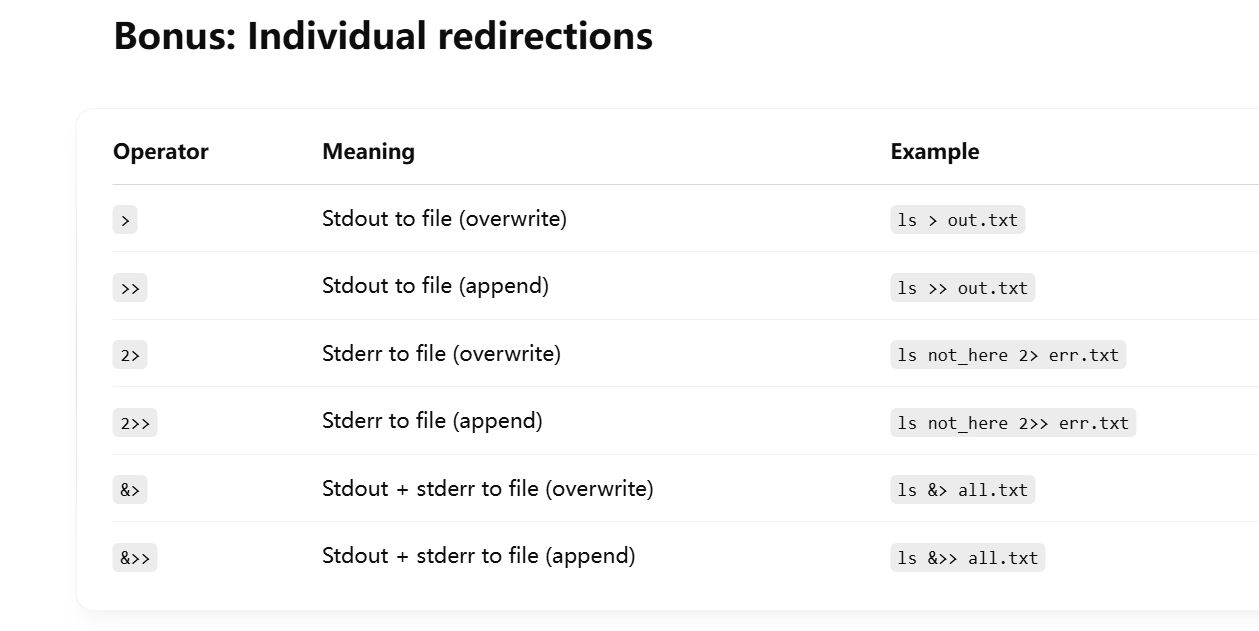 Bonus: Individual redirections
Operator Meaning Example
> Stdout to file (overwrite) ls > out.txt
>> Stdout to file (append) ls >> out.txt
2> Stderr to file (overwrite) ls not_here 2> err.txt
2>> Stderr to file (append) ls not_here 2>> err.txt
&> Stdout + stderr to file (overwrite) ls &> all.txt
&>> Stdout + stderr to file (append) ls &>> all.txt